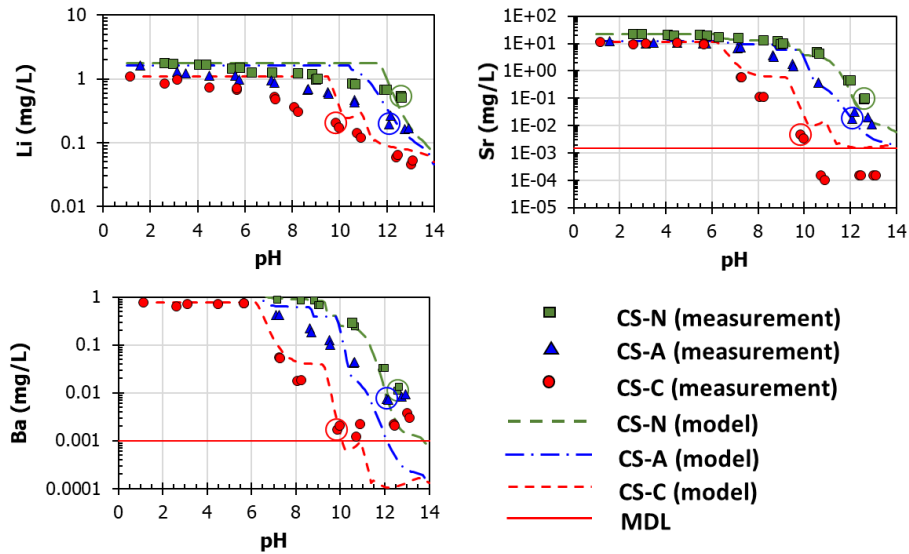 10
1
0.1
0.01
Li (mg/L)
0 2 4 6 8 10 12 14
pH
1E+02
1E+01
1E+00
1E-01
1E-02
1E-03
1E-04
1E-05
Sr (mg/L)
0 2 4 6 8 10 12 14
pH
1
0.1
0.01
0.001
0.0001
Ba (mg/L)
0 2 4 6 8 10 12 14
pH
CS-N (measurement)
CS-A (measurement)
CS-C (measurement)
CS-N (model)
CS-A (model)
CS-C (model)
MDL